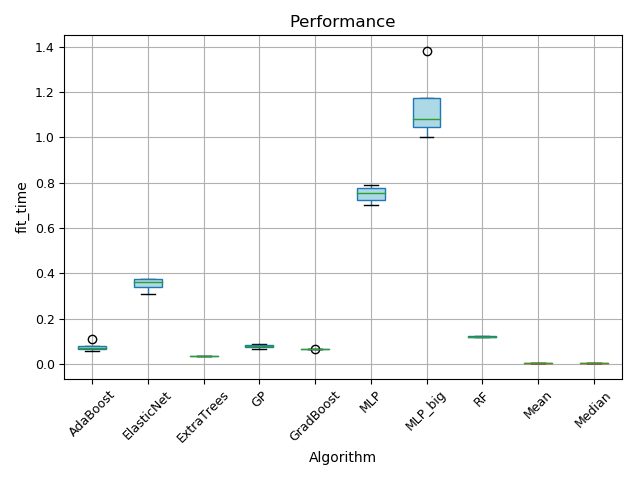 Performance
fit_time
1.4
1.2
1.0
0.8
0.6
0.4
0.2
0.0
AdaBoost
ElasticNet
ExtraTrees
GP
GradBoost
MLP
MLP_big
RF
Mean
Median
Algorithm